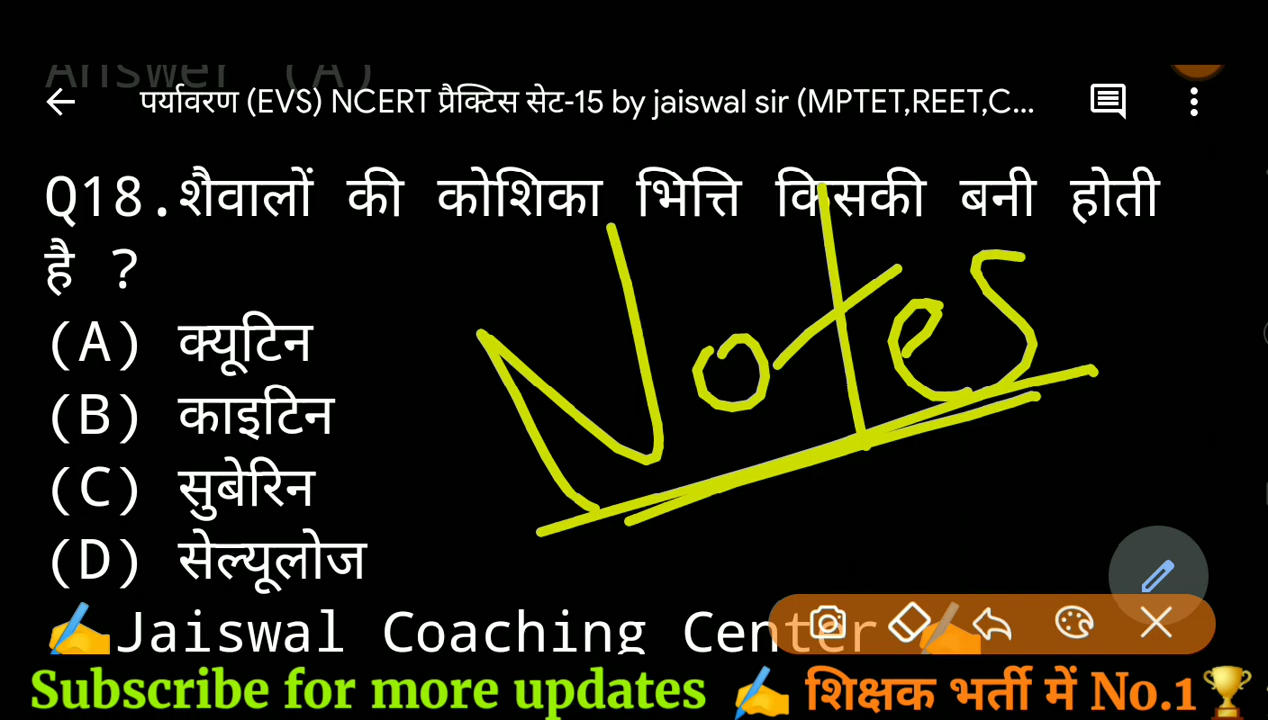 Answer (A)
पर्यावरण (EVS) NCERT प्रैक्टिस सेट-15 by jaiswal sir (MPTET,REET,C...
Q18.शैवालों की कोशिका भित्ति किसकी बनी होती
है ?
Notes
(A) क्यूटिन
(B) काइटिन
(C) सुबेरिन
(D) सेल्यूलोज
✍Jaiswal Coaching Center ✍
Subscribe for more updates ✍ शिक्षक भर्ती में No.1🏆